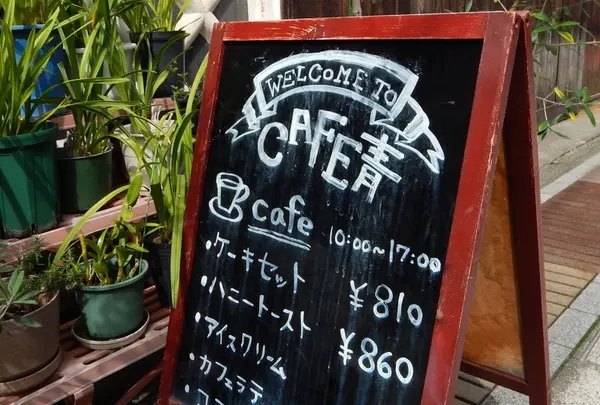 WELCOME TO
CAFE青
cafe
10:00~17:00
・ケーキセット ¥810
・ハニートースト ¥860
・アイスクリーム
・カフェラテ